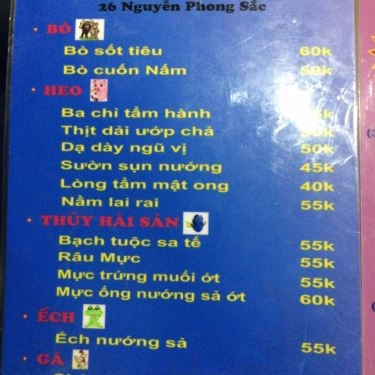 26 Nguyễn Phong Sắc
BÒ
Bò sốt tiêu 60k
Bò cuốn Nấm
HEO
Ba chỉ tẩm hành
Thịt dải ướp chả
Dạ dày ngũ vị 50k
Sườn sụn nướng 45k
Lòng tẩm mật ong 40k
Nầm lai rai 55k
THỦY HẢI SẢN
Bạch tuộc sa tế 55k
Râu Mực 55k
Mực trứng muối ớt 55k
Mực ống nướng sả ớt 60k
ẾCH
Ếch nướng sả 55k
GÀ